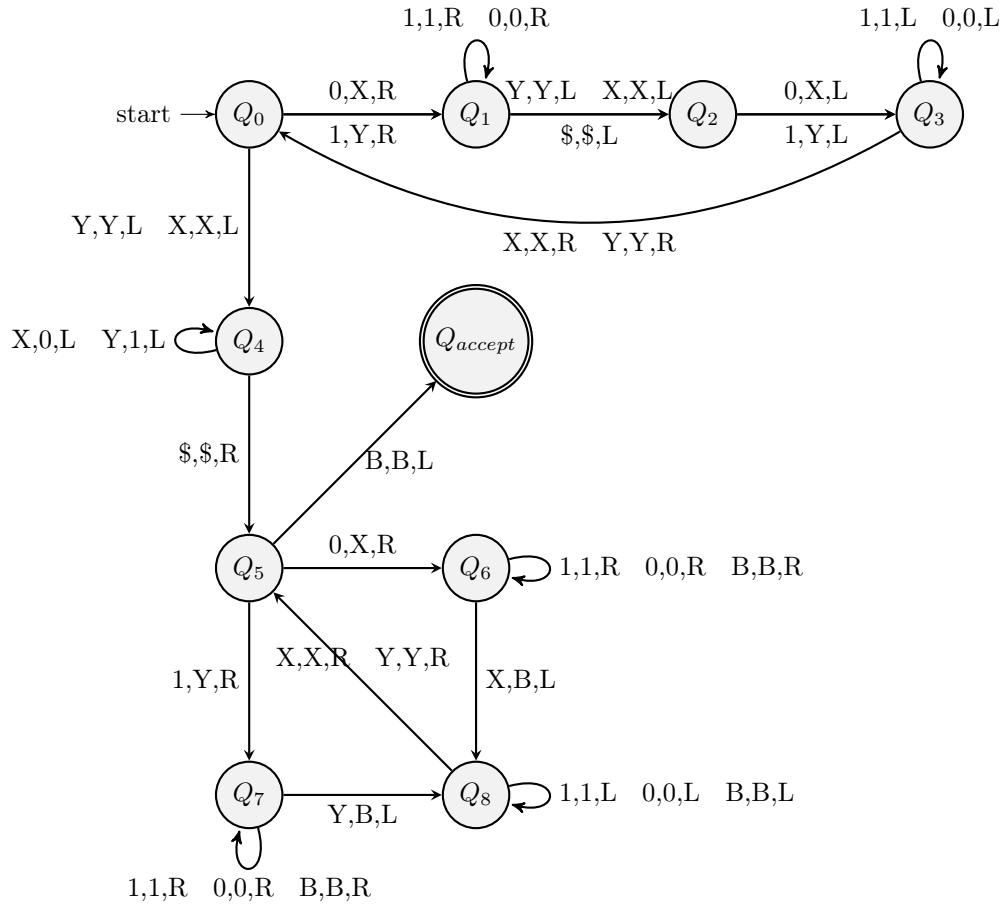 1,1,R 0,0,R
1,1,L 0,0,L
0,X,R
Y,Y,L X,X,L
0,X,L
start
Q0
Q1
Q2
Q3
1,Y,R
$,$,L
1,Y,L
Y,Y,L X,X,L
X,X,R Y,Y,R
X,0,L Y,1,L
Q4
Qaccept
$,$,R
B,B,L
0,X,R
Q5
Q6
1,1,R 0,0,R B,B,R
X,X,R Y,Y,R
1,Y,R
X,B,L
Q7
Q8
1,1,L 0,0,L B,B,L
Y,B,L
1,1,R 0,0,R B,B,R